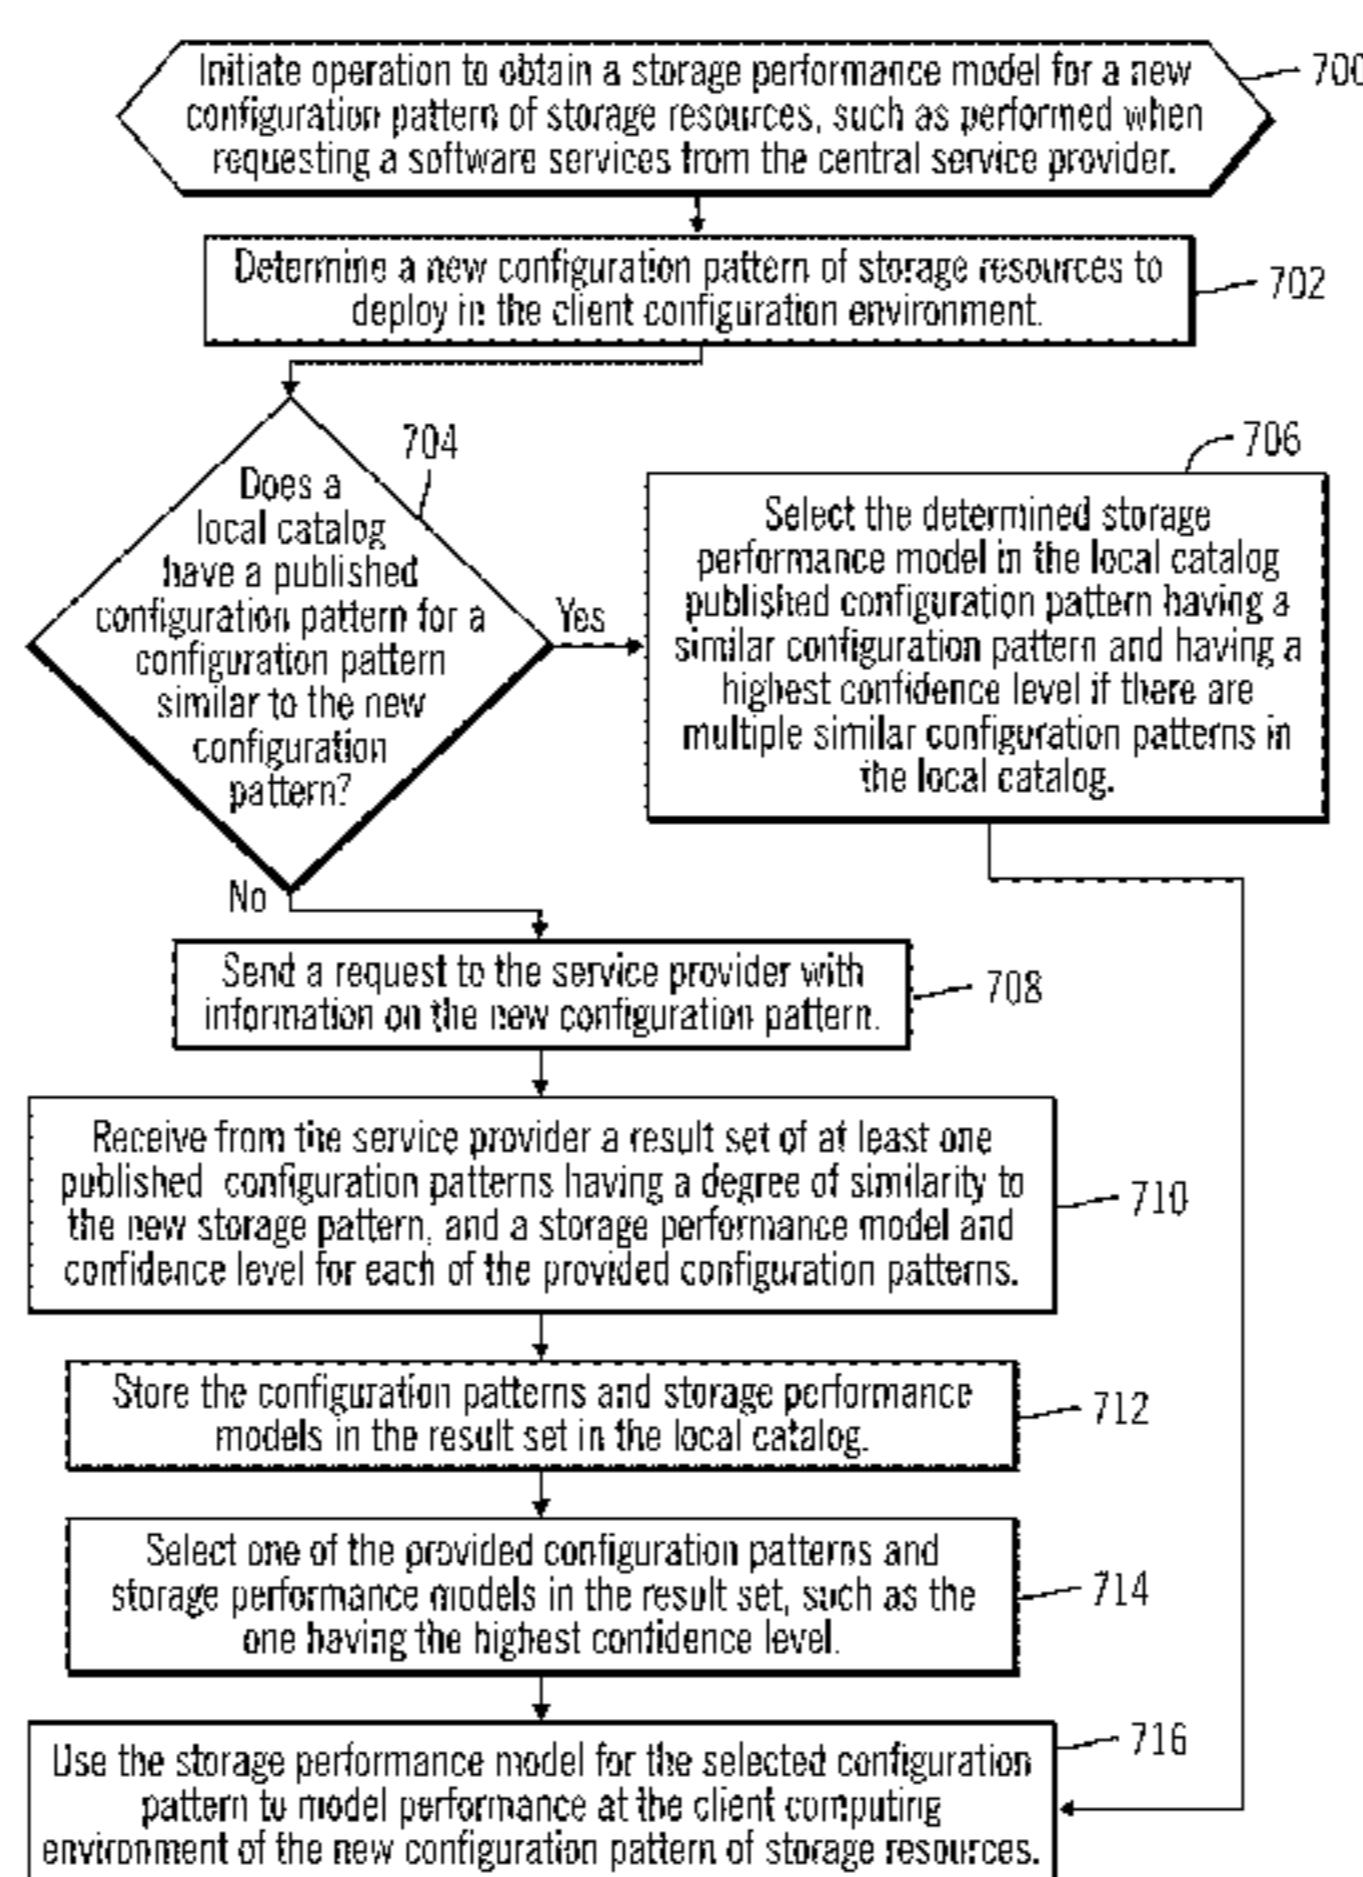 Initiate operation to obtain a storage performance model for a new
configuration pattern of storage resources, such as performed when
requesting a software services from the central service provider.
700
Determine a new configuration pattern of storage resources to
deploy in the client configuration environment.
702
704
Does a
local catalog
have a published
configuration pattern for a
configuration pattern
similar to the new
configuration
pattern?
Yes
No
706
Select the determined storage
performance model in the local catalog
published configuration pattern having a
similar configuration pattern and having a
highest confidence level if there are
multiple similar configuration patterns in
the local catalog.
Send a request to the service provider with
information on the new configuration pattern.
708
Receive from the service provider a result set of at least one
published configuration patterns having a degree of similarity to
the new storage pattern, and a storage performance model and
confidence level for each of the provided configuration patterns.
710
Store the configuration patterns and storage performance
models in the result set in the local catalog.
712
Select one of the provided configuration patterns and
storage performance models in the result set, such as the
one having the highest confidence level.
714
Use the storage performance model for the selected configuration
pattern to model performance at the client computing
environment of the new configuration pattern of storage resources.
716